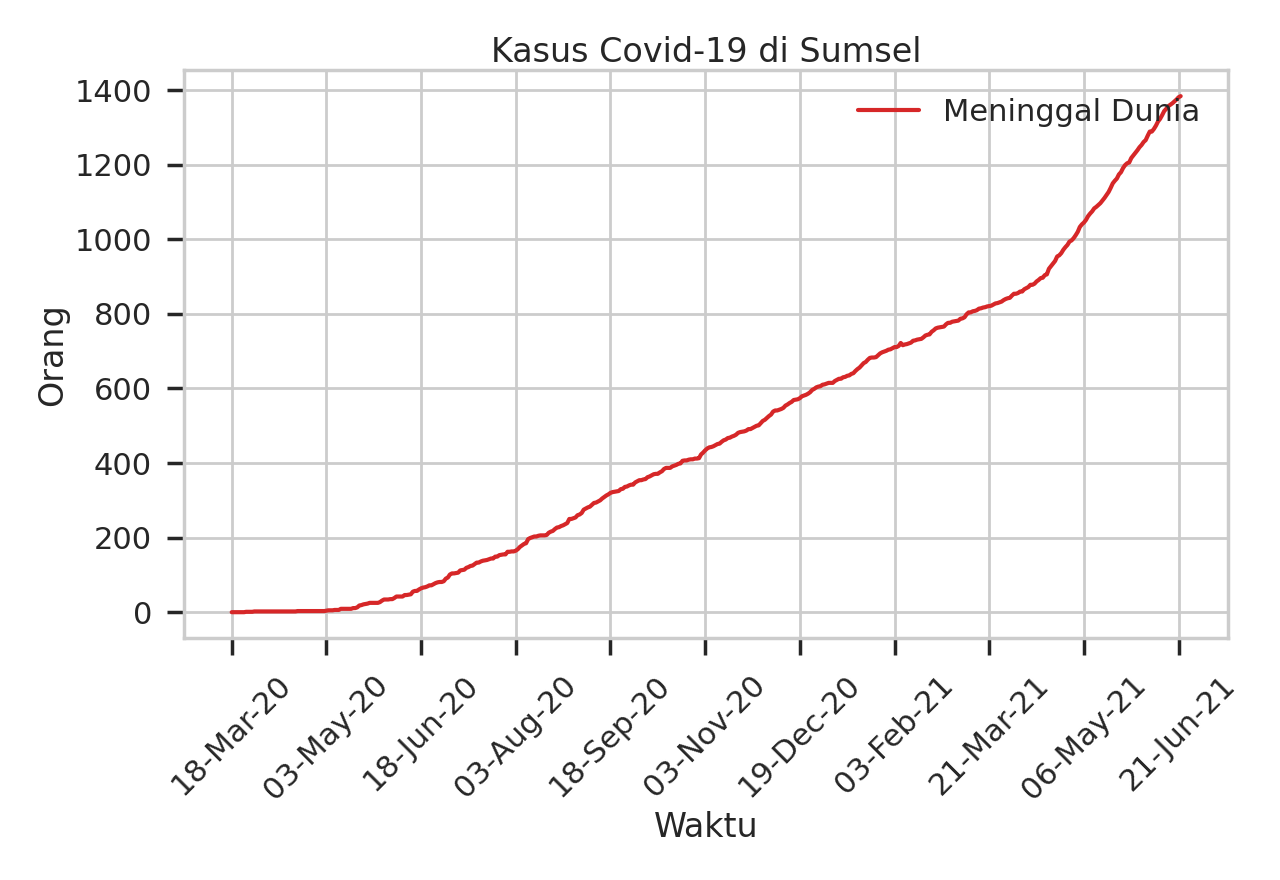 Kasus Covid-19 di Sumsel
Meninggal Dunia
1400
1200
1000
800
600
400
200
0
Orang
18-Mar-20
03-May-20
18-Jun-20
03-Aug-20
18-Sep-20
03-Nov-20
19-Dec-20
03-Feb-21
21-Mar-21
06-May-21
21-Jun-21
Waktu